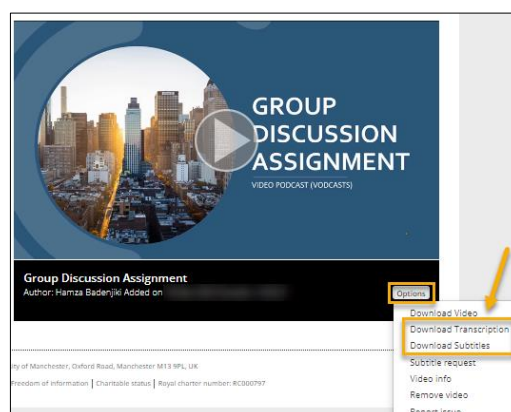 GROUP
DISCUSSION
ASSIGNMENT
VIDEO PODCAST (VODCASTS)
Group Discussion Assignment
Author: Hamza Badenjiki Added on
Options
Download Video
Download Transcription
Download Subtitles
Subtitle request
Video info
Remove video
Report issue
ity of Manchester, Oxford Road, Manchester M13 9PL, UK
Freedom of information | Charitable status | Royal charter number: RC000797